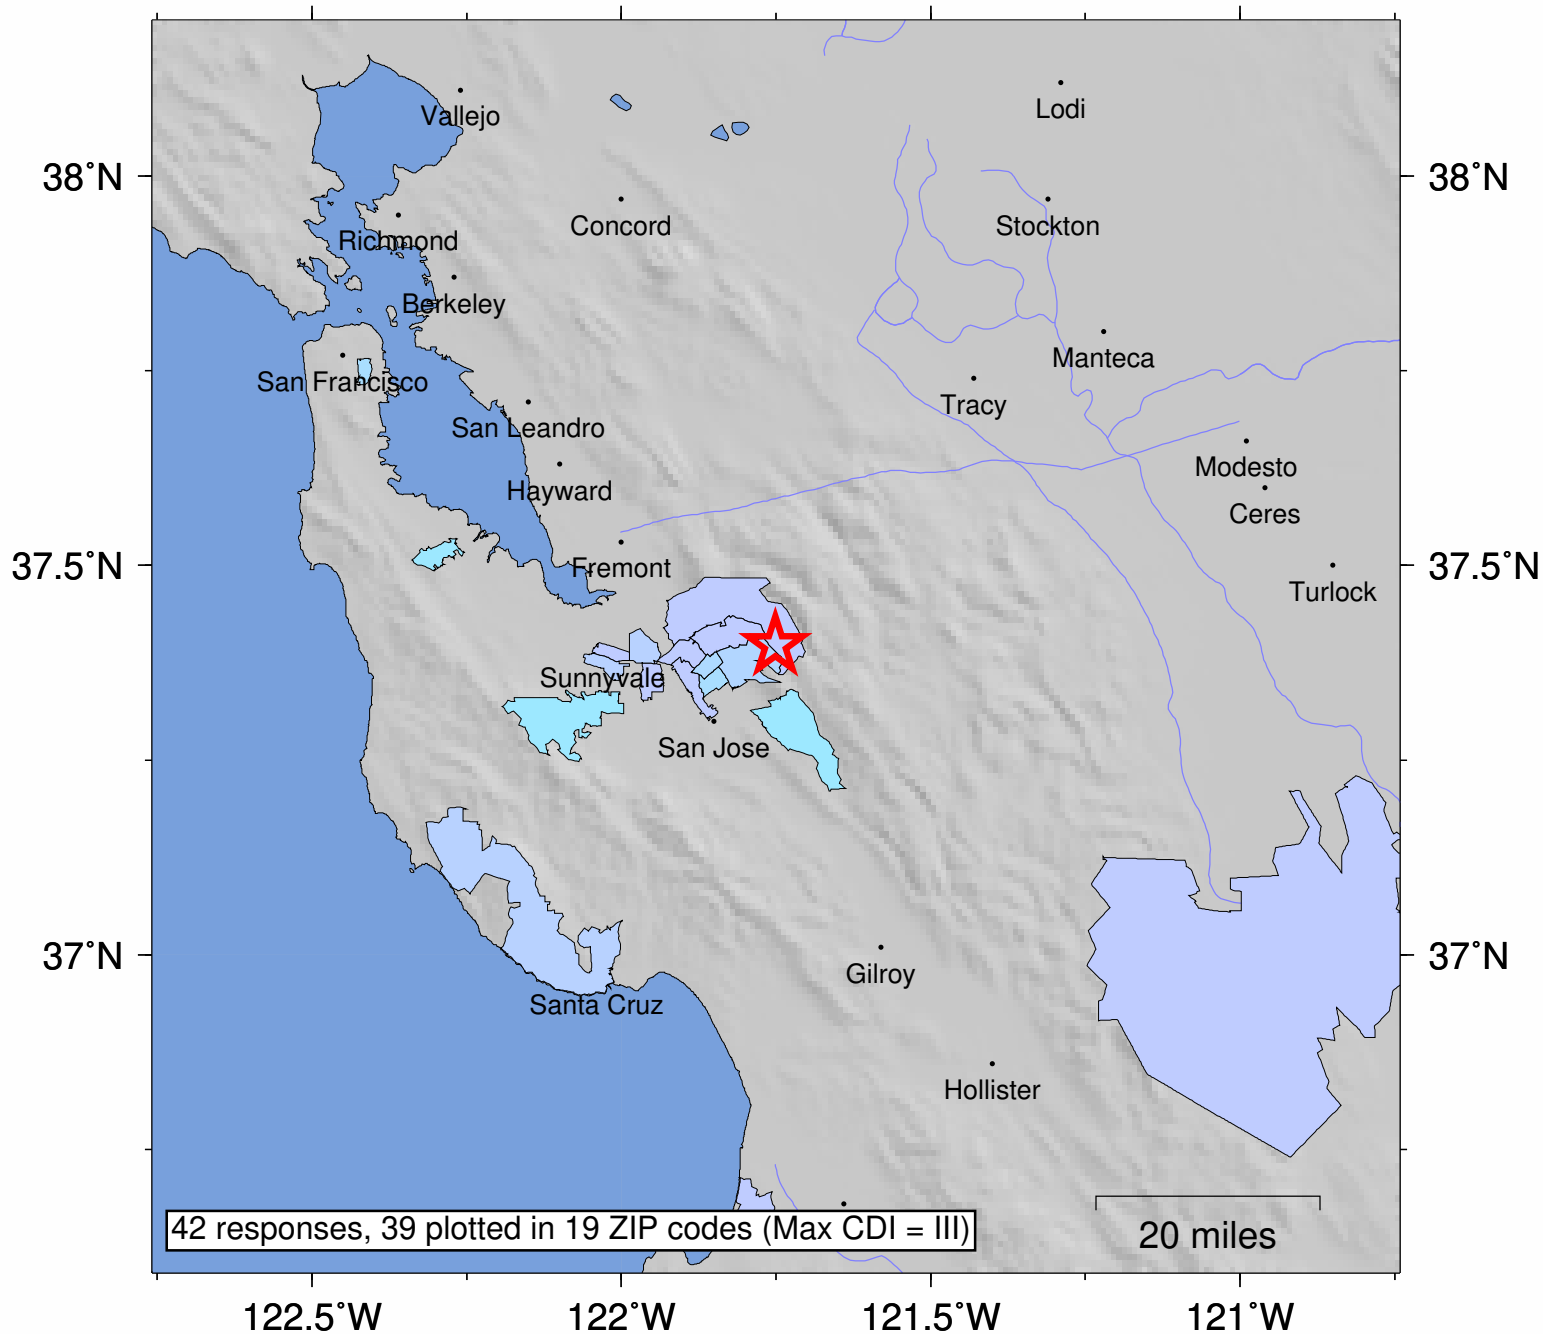 Vallejo
Lodi
38˚N
38˚N
Concord
Stockton
Richmond
Berkeley
Manteca
San Francisco
Tracy
San Leandro
Modesto
Hayward
Ceres
37.5˚N
Fremont
37.5˚N
Turlock
Sunnyvale
San Jose
37˚N
37˚N
Gilroy
Santa Cruz
Hollister
42 responses, 39 plotted in 19 ZIP codes (Max CDI = III)
20 miles
122.5˚W
122˚W
121.5˚W
121˚W